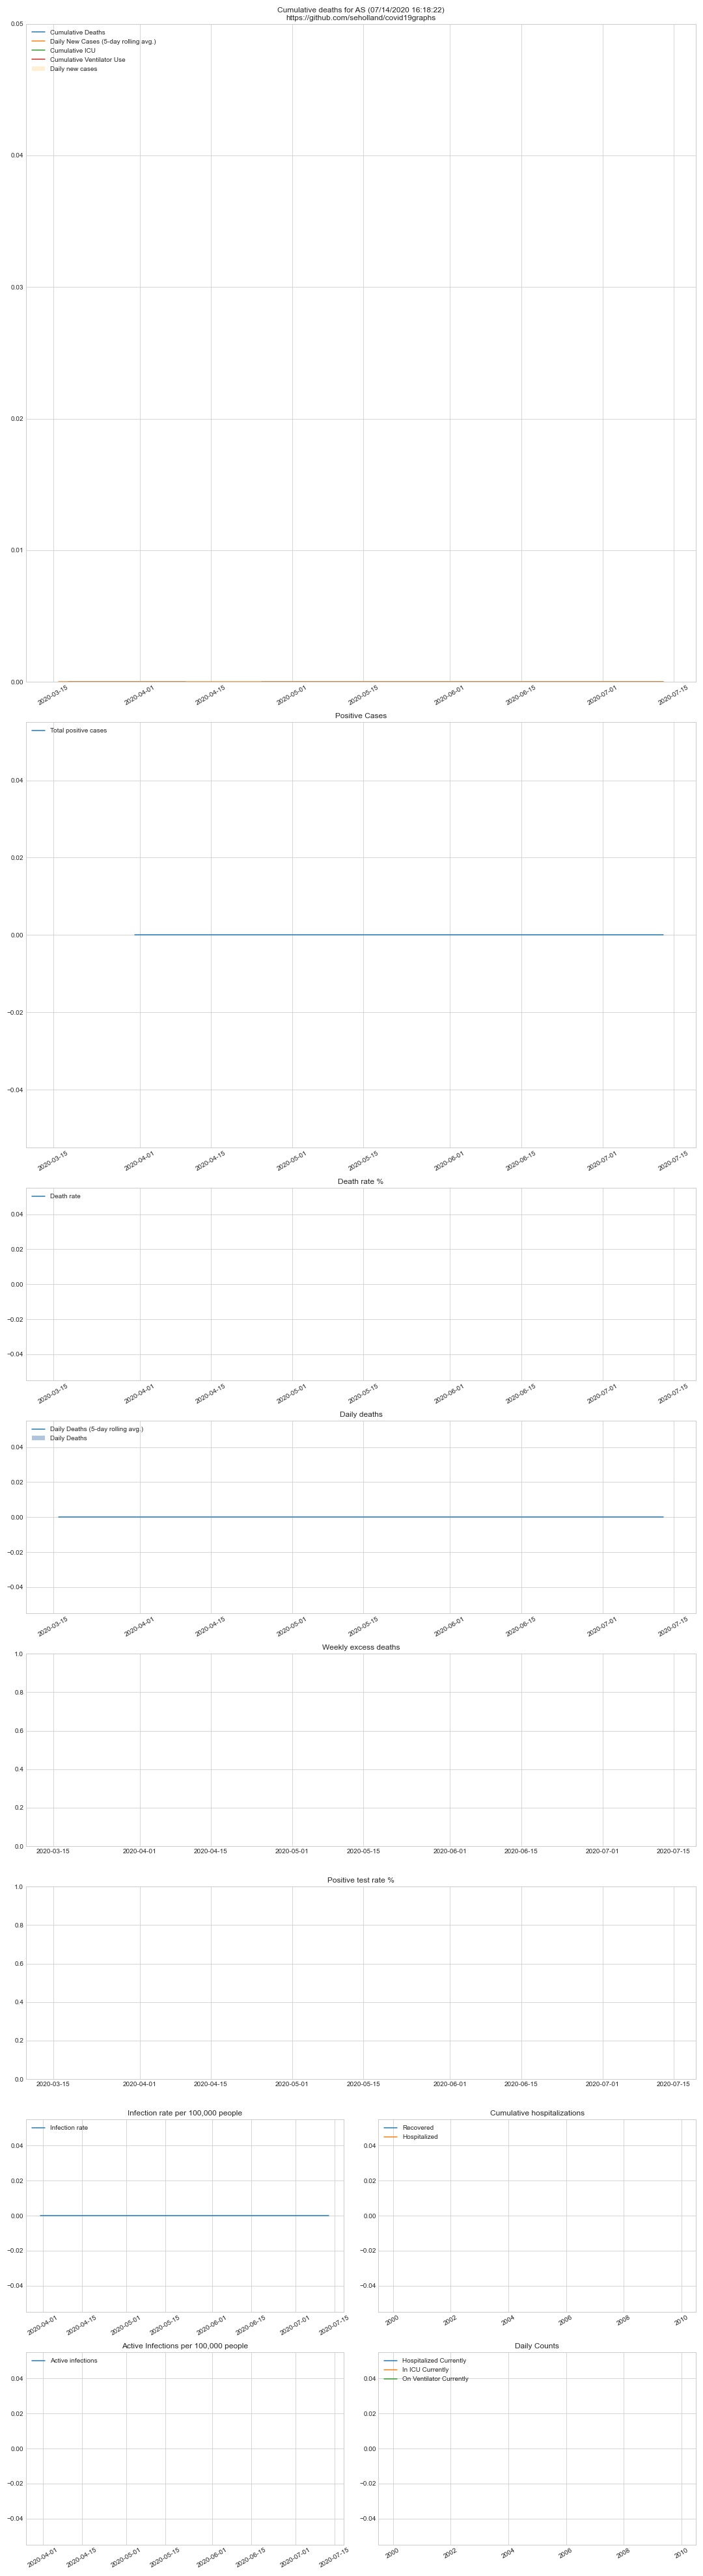 Cumulative deaths for AS (07/14/2020 16:18:22)
https://github.com/seholland/covid19graphs
0.05
Cumulative Deaths
Daily New Cases (5-day rolling avg.)
Cumulative ICU
Cumulative Ventilator Use
Daily new cases
0.04
0.03
0.02
0.01
0.00
2020-03-15 2020-04-01 2020-04-15 2020-05-01 2020-05-15 2020-06-01 2020-06-15 2020-07-01 2020-07-15
Positive Cases
Total positive cases
0.04
0.02
0.00
−0.02
−0.04
2020-03-15 2020-04-01 2020-04-15 2020-05-01 2020-05-15 2020-06-01 2020-06-15 2020-07-01 2020-07-15
Death rate %
Death rate
0.04
0.02
0.00
−0.02
−0.04
2020-03-15 2020-04-01 2020-04-15 2020-05-01 2020-05-15 2020-06-01 2020-06-15 2020-07-01 2020-07-15
Daily deaths
Daily Deaths (5-day rolling avg.)
Daily Deaths
0.04
0.02
0.00
−0.02
−0.04
2020-03-15 2020-04-01 2020-04-15 2020-05-01 2020-05-15 2020-06-01 2020-06-15 2020-07-01 2020-07-15
Weekly excess deaths
1.0
0.8
0.6
0.4
0.2
0.0
2020-03-15 2020-04-01 2020-04-15 2020-05-01 2020-05-15 2020-06-01 2020-06-15 2020-07-01 2020-07-15
Positive test rate %
1.0
0.8
0.6
0.4
0.2
0.0
2020-03-15 2020-04-01 2020-04-15 2020-05-01 2020-05-15 2020-06-01 2020-06-15 2020-07-01 2020-07-15
Infection rate per 100,000 people
Infection rate
0.04
0.02
0.00
−0.02
−0.04
2020-04-01 2020-04-15 2020-05-01 2020-05-15 2020-06-01 2020-06-15 2020-07-01 2020-07-15
Cumulative hospitalizations
Recovered
Hospitalized
0.04
0.02
0.00
−0.02
−0.04
2000 2002 2004 2006 2008 2010
Active Infections per 100,000 people
Active infections
0.04
0.02
0.00
−0.02
−0.04
2020-04-01 2020-04-15 2020-05-01 2020-05-15 2020-06-01 2020-06-15 2020-07-01 2020-07-15
Daily Counts
Hospitalized Currently
In ICU Currently
On Ventilator Currently
0.04
0.02
0.00
−0.02
−0.04
2000 2002 2004 2006 2008 2010